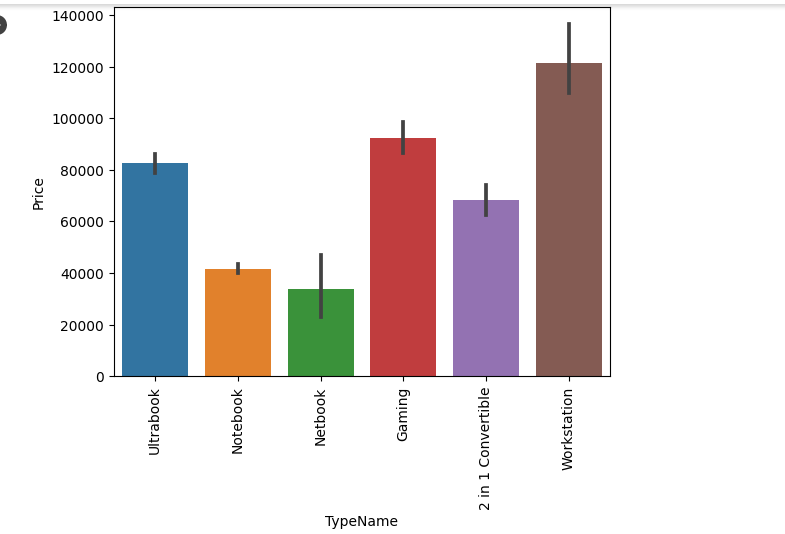 140000
120000
100000
80000
60000
40000
20000
0
Price
Ultrabook
Notebook
Netbook
Gaming
2 in 1 Convertible
Workstation
TypeName